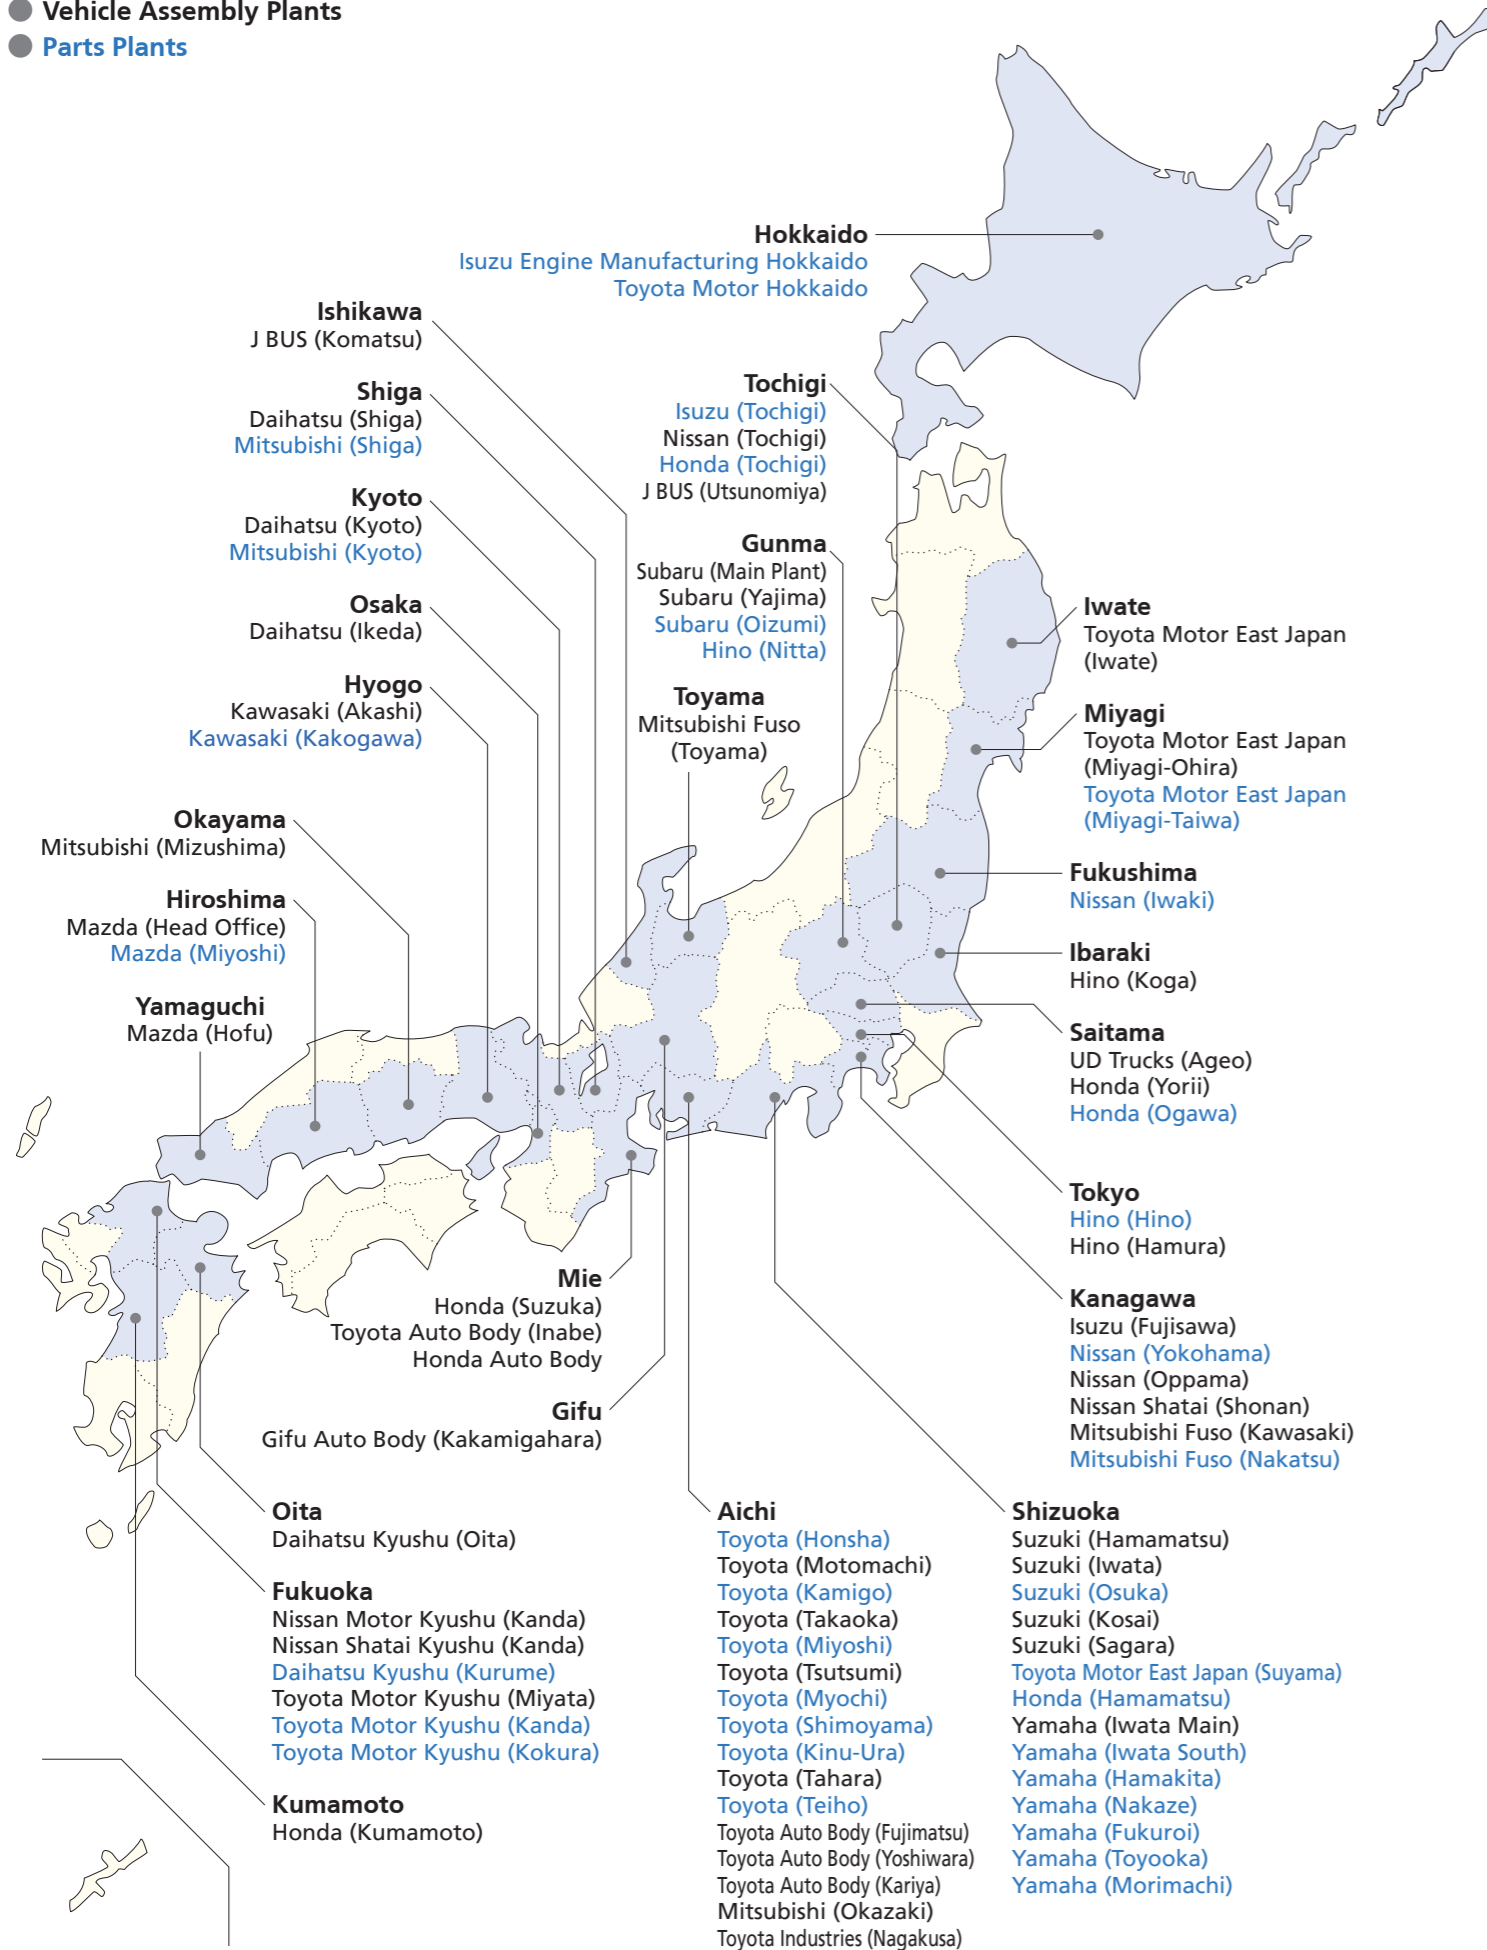 Vehicle Assembly Plants
Parts Plants
Hokkaido
Isuzu Engine Manufacturing Hokkaido
Toyota Motor Hokkaido
Ishikawa
J BUS (Komatsu)
Shiga
Daihatsu (Shiga)
Mitsubishi (Shiga)
Kyoto
Daihatsu (Kyoto)
Mitsubishi (Kyoto)
Osaka
Daihatsu (Ikeda)
Hyogo
Kawasaki (Akashi)
Kawasaki (Kakogawa)
Okayama
Mitsubishi (Mizushima)
Hiroshima
Mazda (Head Office)
Mazda (Miyoshi)
Yamaguchi
Mazda (Hofu)
Tochigi
Isuzu (Tochigi)
Nissan (Tochigi)
Honda (Tochigi)
J BUS (Utsunomiya)
Gunma
Subaru (Main Plant)
Subaru (Yajima)
Subaru (Oizumi)
Hino (Nitta)
Toyama
Mitsubishi Fuso
(Toyama)
Iwate
Toyota Motor East Japan
(Iwate)
Miyagi
Toyota Motor East Japan
(Miyagi-Ohira)
Toyota Motor East Japan
(Miyagi-Taiwa)
Fukushima
Nissan (Iwaki)
Ibaraki
Hino (Koga)
Saitama
UD Trucks (Ageo)
Honda (Yorii)
Honda (Ogawa)
Tokyo
Hino (Hino)
Hino (Hamura)
Kanagawa
Isuzu (Fujisawa)
Nissan (Yokohama)
Nissan (Oppama)
Nissan Shatai (Shonan)
Mitsubishi Fuso (Kawasaki)
Mitsubishi Fuso (Nakatsu)
Mie
Honda (Suzuka)
Toyota Auto Body (Inabe)
Honda Auto Body
Gifu
Gifu Auto Body (Kakamigahara)
Oita
Daihatsu Kyushu (Oita)
Fukuoka
Nissan Motor Kyushu (Kanda)
Nissan Shatai Kyushu (Kanda)
Daihatsu Kyushu (Kurume)
Toyota Motor Kyushu (Miyata)
Toyota Motor Kyushu (Kanda)
Toyota Motor Kyushu (Kokura)
Kumamoto
Honda (Kumamoto)
Aichi
Toyota (Honsha)
Toyota (Motomachi)
Toyota (Kamigo)
Toyota (Takaoka)
Toyota (Miyoshi)
Toyota (Tsutsumi)
Toyota (Myochi)
Toyota (Shimoyama)
Toyota (Kinu-Ura)
Toyota (Tahara)
Toyota (Teiho)
Toyota Auto Body (Fujimatsu)
Toyota Auto Body (Yoshiwara)
Toyota Auto Body (Kariya)
Mitsubishi (Okazaki)
Toyota Industries (Nagakusa)
Shizuoka
Suzuki (Hamamatsu)
Suzuki (Iwata)
Suzuki (Osuka)
Suzuki (Kosai)
Suzuki (Sagara)
Toyota Motor East Japan (Suyama)
Honda (Hamamatsu)
Yamaha (Iwata Main)
Yamaha (Iwata South)
Yamaha (Hamakita)
Yamaha (Nakaze)
Yamaha (Fukuroi)
Yamaha (Toyooka)
Yamaha (Morimachi)